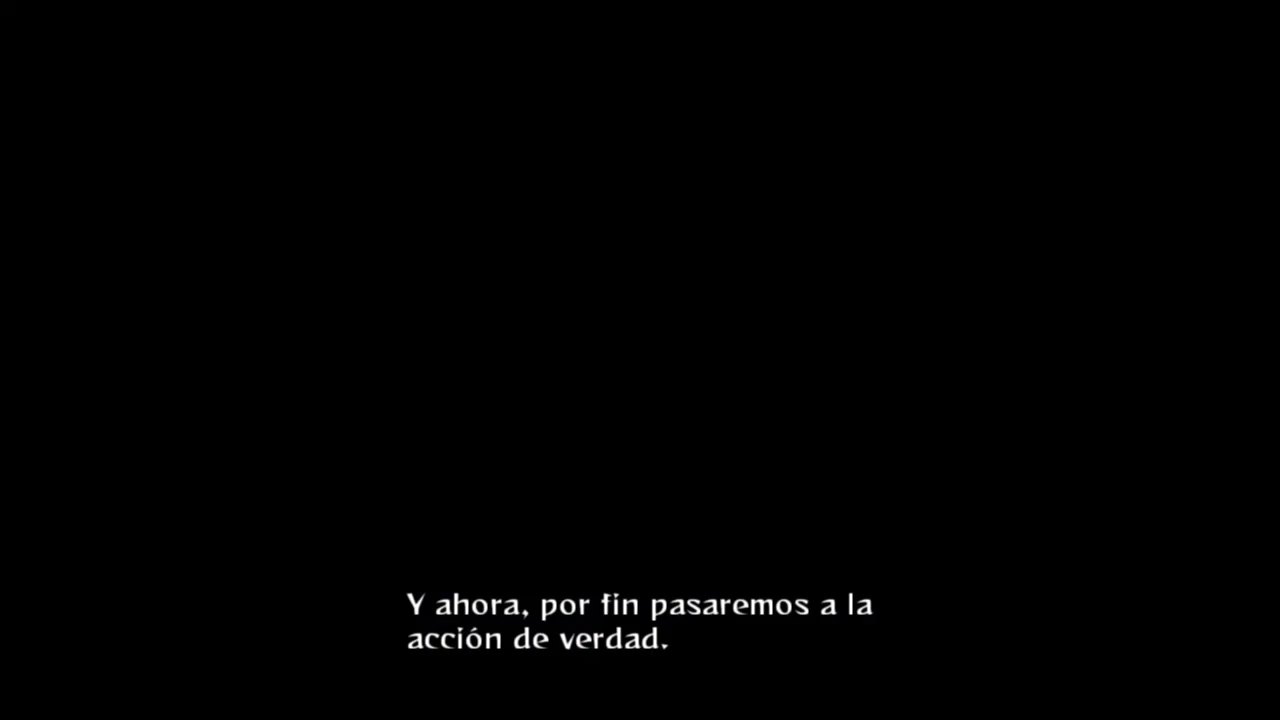 Y ahora, por fin pasaremos a la
acción de verdad.